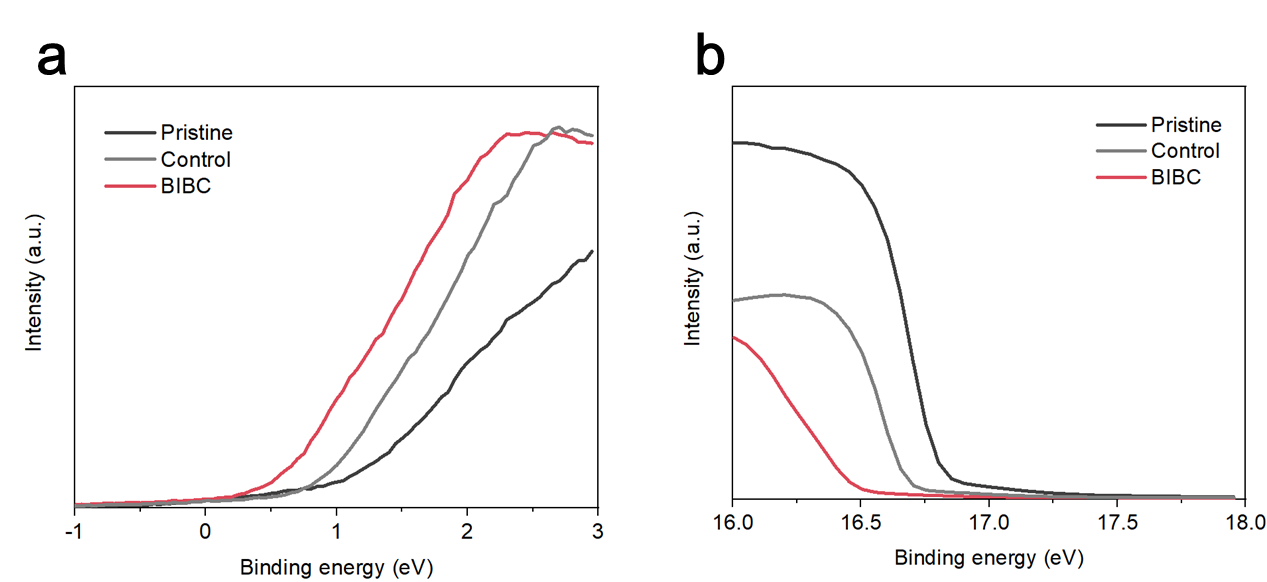 a
Pristine
Control
BIBC
Intensity (a.u.)
-1 0 1 2 3
Binding energy (eV)
b
Pristine
Control
BIBC
Intensity (a.u.)
16.0 16.5 17.0 17.5 18.0
Binding energy (eV)